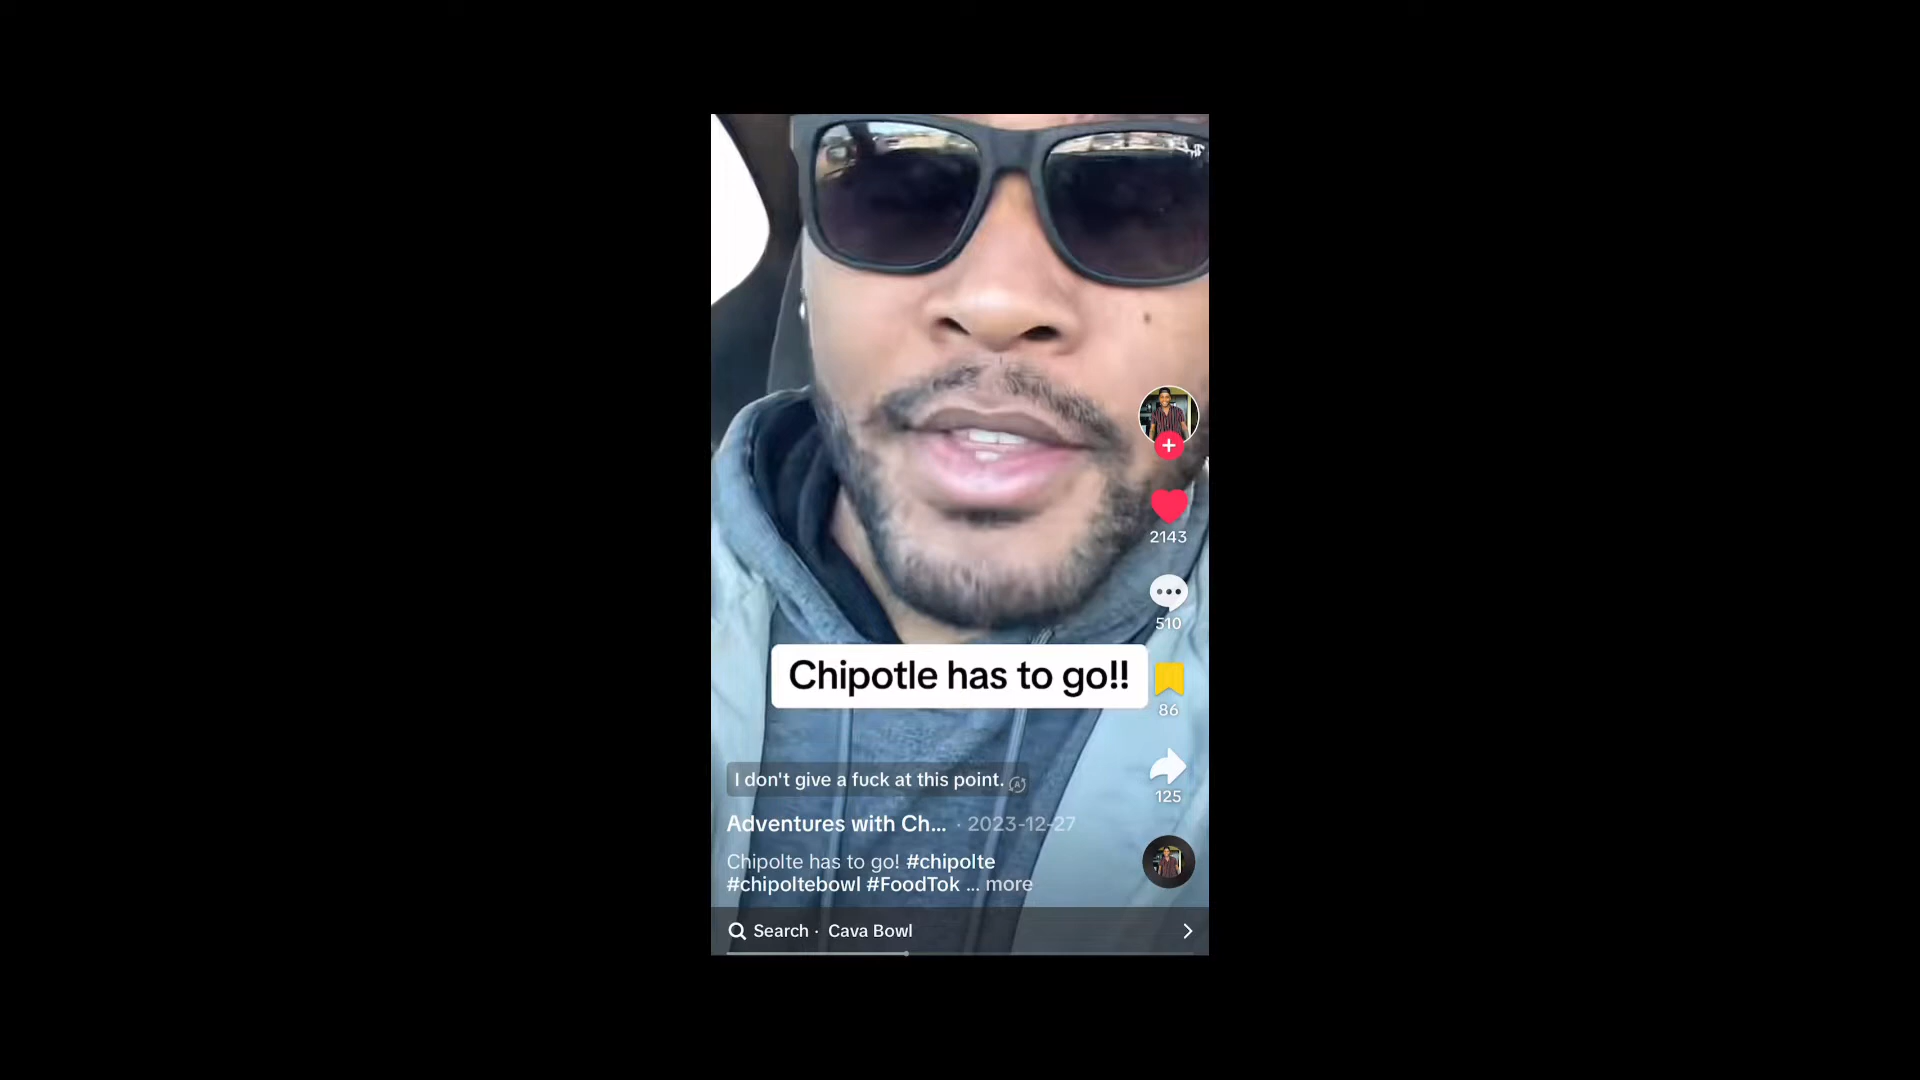 2143
510
Chipotle has to go!!
86
I don't give a fuck at this point.
125
Adventures with Ch... · 2023-12-27
Chipolte has to go! #chipolte
#chipoltebowl #FoodTok ... more
Search · Cava Bowl